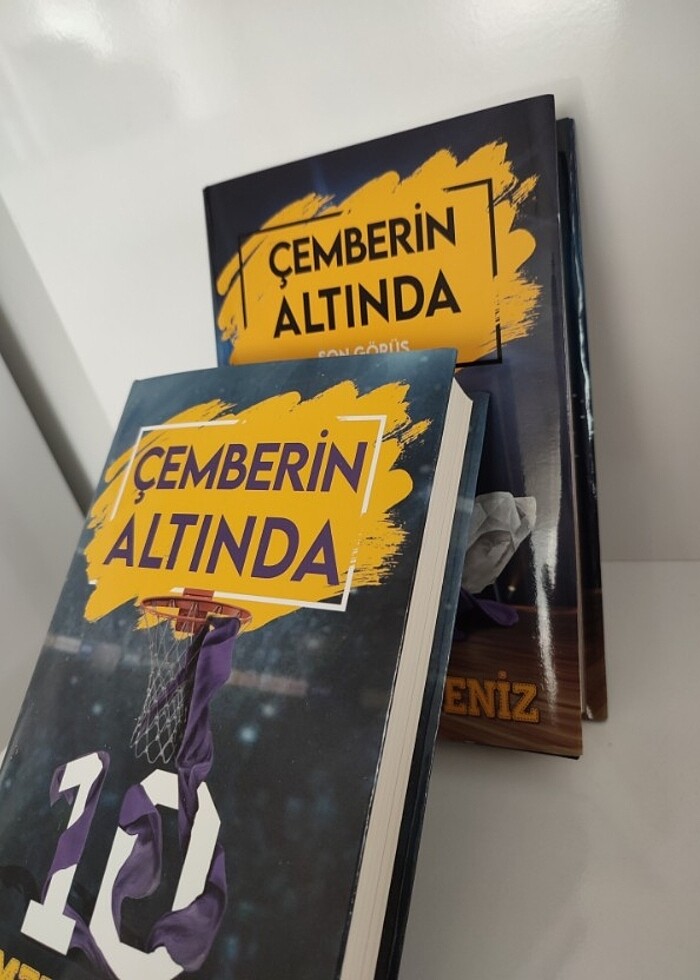 ÇEMBERİN
ALTINDA
SON GÖRÜŞ
ENİZ
ÇEMBERİN
ALTINDA
10